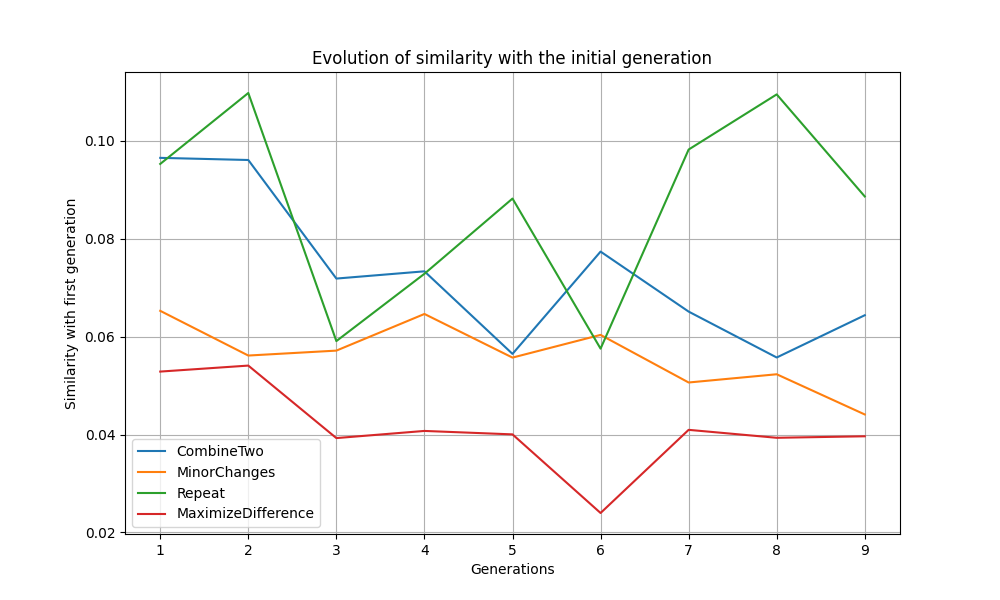 Evolution of similarity with the initial generation
Similarity with first generation
0.10
0.08
0.06
0.04
0.02
CombineTwo
MinorChanges
Repeat
MaximizeDifference
1 2 3 4 5 6 7 8 9
Generations